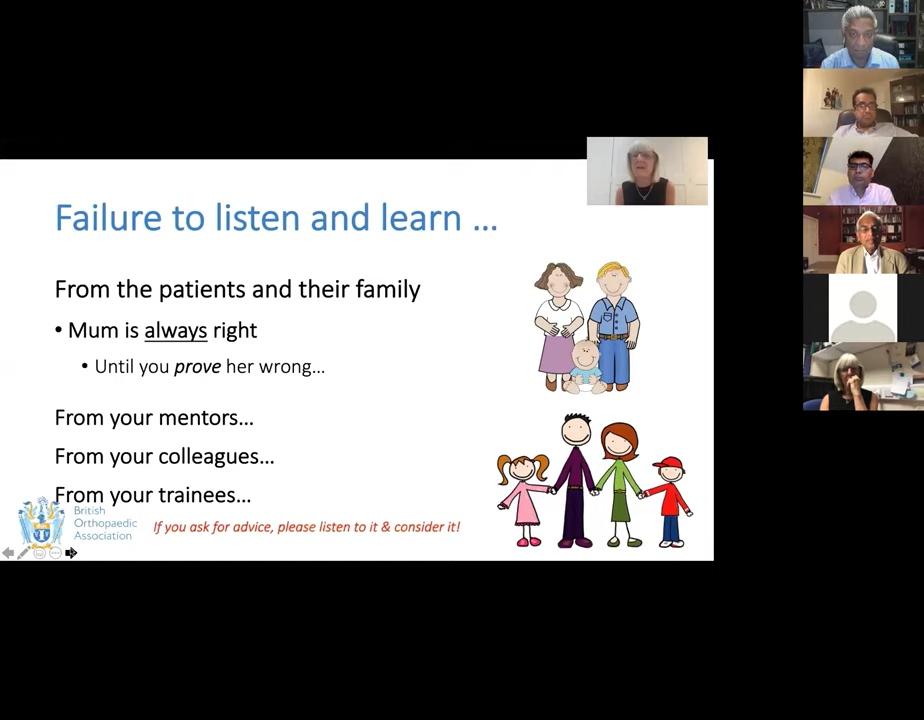 Failure to listen and learn ...
From the patients and their family
• Mum is always right
• Until you prove her wrong...
From your mentors...
From your colleagues...
From your trainees...
British
Orthopaedic
Association
If you ask for advice, please listen to it & consider it!